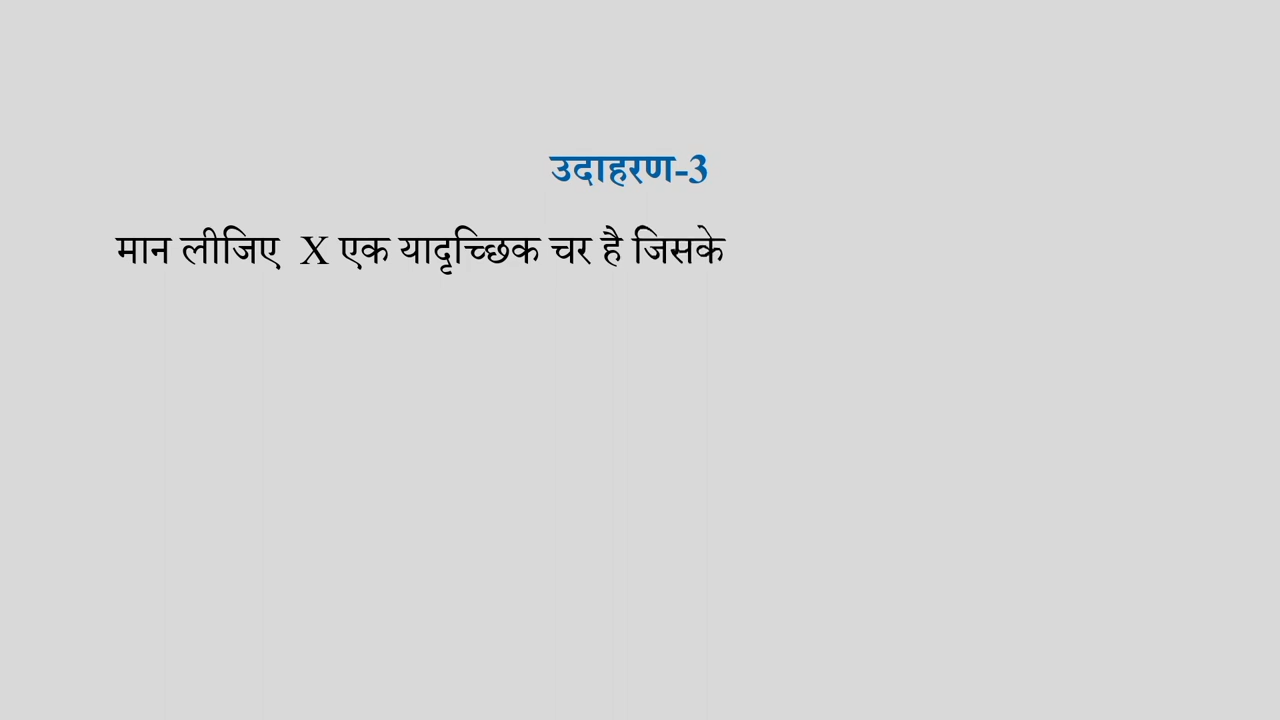 उदाहरण-3
मान लीजिए X एक यादृच्छिक चर है जिसके